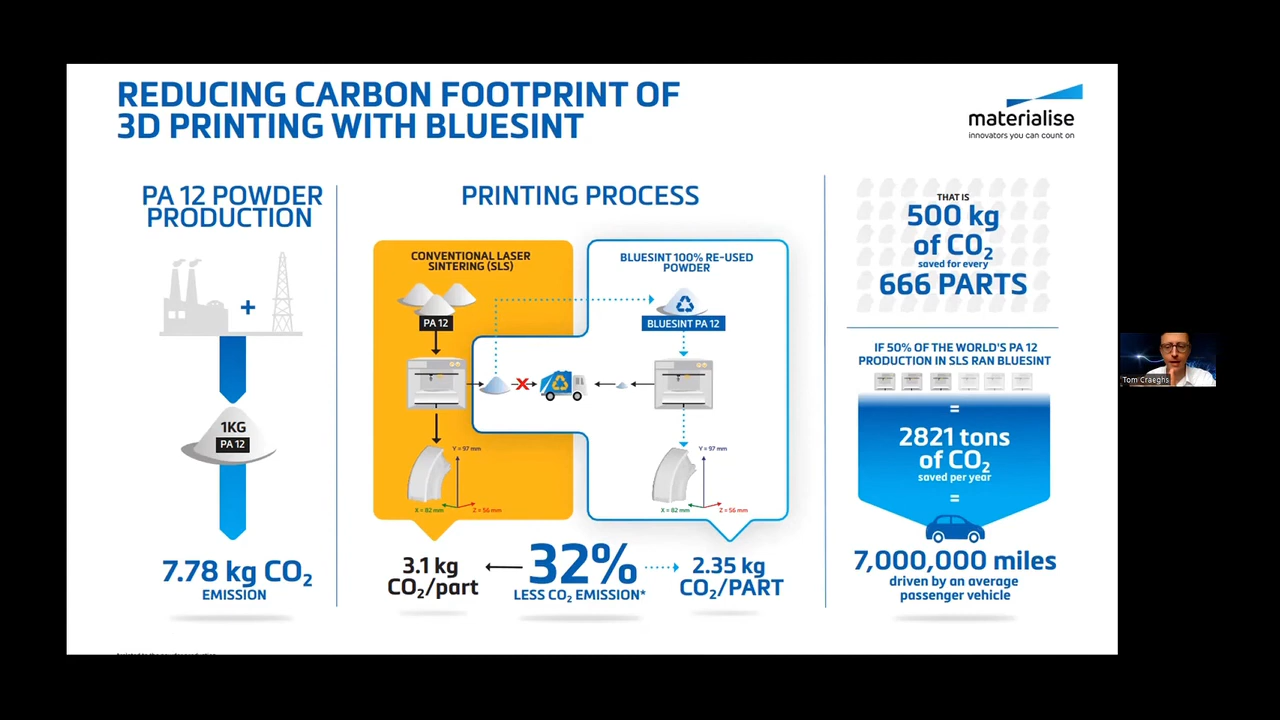 REDUCING CARBON FOOTPRINT OF
3D PRINTING WITH BLUESINT
materialise
innovators you can count on
PA 12 POWDER
PRODUCTION
+
1KG
PA 12
7.78 kg CO₂
EMISSION
PRINTING PROCESS
CONVENTIONAL LASER
SINTERING (SLS)
PA 12
X
Y = 97 mm
X = 82 mm
Z = 56 mm
3.1 kg
CO₂/part
BLUESINT 100% RE-USED
POWDER
BLUESINT PA 12
Y = 97 mm
X = 82 mm
Z = 56 mm
32%
LESS CO₂ EMISSION*
2.35 kg
CO₂/PART
THAT IS
500 kg
of CO₂
saved for every
666 PARTS
IF 50% OF THE WORLD'S PA 12
PRODUCTION IN SLS RAN BLUESINT
=
2821 tons
of CO₂
saved per year
=
7,000,000 miles
driven by an average
passenger vehicle
Tom Craeghs